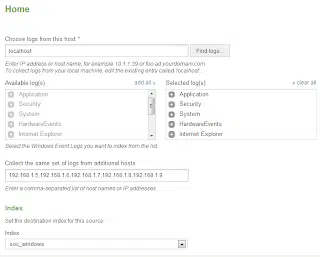 Home
Choose logs from this host *
localhost
Find logs...
Enter IP address or host name, for example 10.1.1.39 or foo.ad.yourdomain.com.
To collect logs from your local machine, edit the existing entry called 'localhost'.
Available log(s) add all »
Selected log(s) « clear all
Application
Security
System
HardwareEvents
Internet Explorer
Application
Security
System
HardwareEvents
Internet Explorer
Select the Windows Event Logs you want to index from the list.
Collect the same set of logs from additional hosts
192.168.1.5,192.168.1.6,192.168.1.7,192.168.1.8,192.168.1.9
Enter a comma-separated list of host names or IP addresses.
Index
Set the destination index for this source.
Index
soc_windows